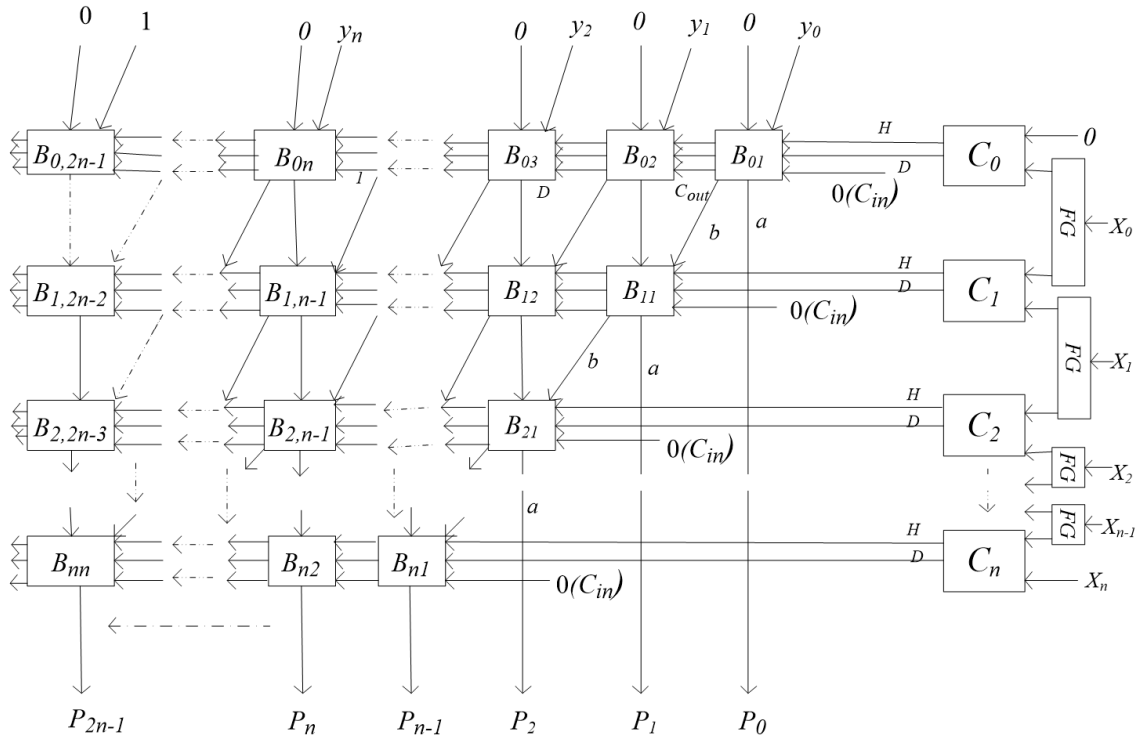 0 1 0 yₙ 0 y₂ 0 y₁ 0 y₀
B₀,₂ₙ₋₁ B₀ₙ B₀₃ B₀₂ B₀₁ H C₀ 0
1 D Cₒᵤₜ D 0(Cᵢₙ) FG X₀
b a
B₁,₂ₙ₋₂ B₁,ₙ₋₁ B₁₂ B₁₁ H D C₁
0(Cᵢₙ)
b a FG X₁
B₂,₂ₙ₋₃ B₂,ₙ₋₁ B₂₁ H D C₂
0(Cᵢₙ)
FG X₂
a FG Xₙ₋₁
Bₙₙ Bₙ₂ Bₙ₁ H D Cₙ
0(Cᵢₙ) Xₙ
P₂ₙ₋₁ Pₙ Pₙ₋₁ P₂ P₁ P₀